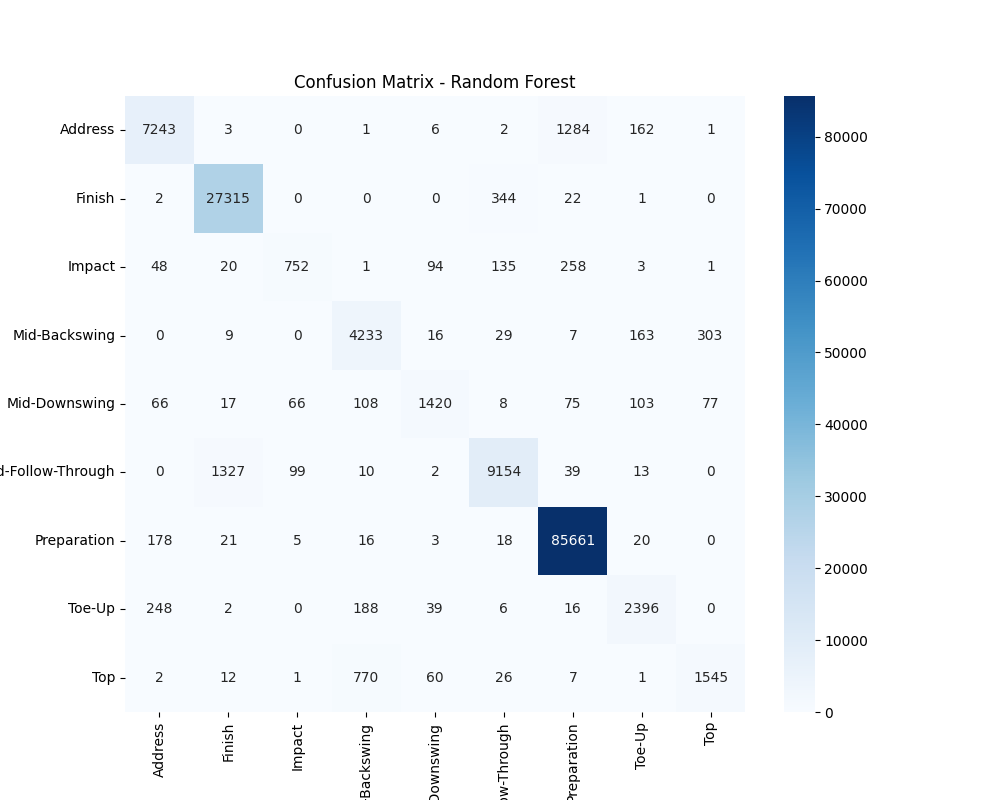 Confusion Matrix - Random Forest
Address 7243 3 0 1 6 2 1284 162 1
Finish 2 27315 0 0 0 344 22 1 0
Impact 48 20 752 1 94 135 258 3 1
Mid-Backswing 0 9 0 4233 16 29 7 163 303
Mid-Downswing 66 17 66 108 1420 8 75 103 77
d-Follow-Through 0 1327 99 10 2 9154 39 13 0
Preparation 178 21 5 16 3 18 85661 20 0
Toe-Up 248 2 0 188 39 6 16 2396 0
Top 2 12 1 770 60 26 7 1 1545
Address Finish Impact -Backswing Downswing ow-Through Preparation Toe-Up Top
80000
70000
60000
50000
40000
30000
20000
10000
0